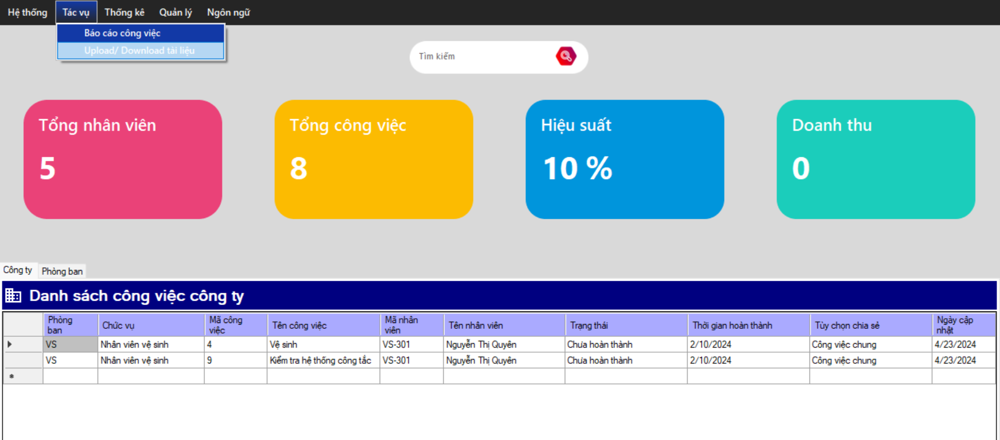 Hệ thống Tác vụ Thống kê Quản lý Ngôn ngữ
Báo cáo công việc
Upload/ Download tài liệu
Tìm kiếm
Tổng nhân viên
5
Tổng công việc
8
Hiệu suất
10 %
Doanh thu
0
Công ty Phòng ban
Danh sách công việc công ty
Phòng ban Chức vụ Mã công việc Tên công việc Mã nhân viên Tên nhân viên Trạng thái Thời gian hoàn thành Tùy chọn chia sẻ Ngày cập nhật
VS Nhân viên vệ sinh 4 Vệ sinh VS-301 Nguyễn Thị Quyên Chưa hoàn thành 2/10/2024 Công việc chung 4/23/2024
VS Nhân viên vệ sinh 9 Kiểm tra hệ thống công tắc VS-301 Nguyễn Thị Quyên Chưa hoàn thành 2/10/2024 Công việc chung 4/23/2024